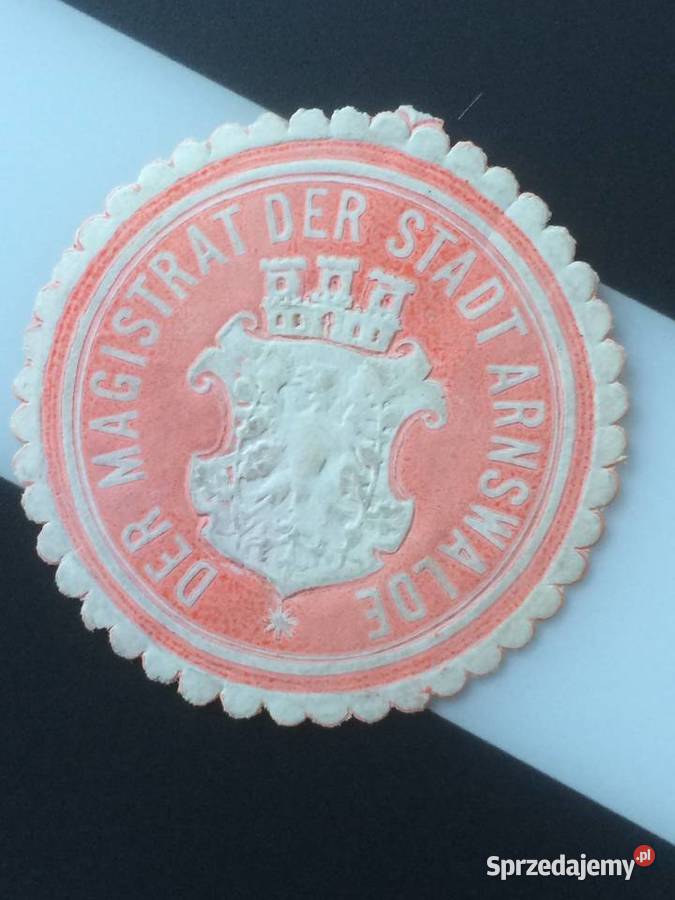 DER MAGISTRAT DER STADT ARNSWALDE
Sprzedajemy.pl